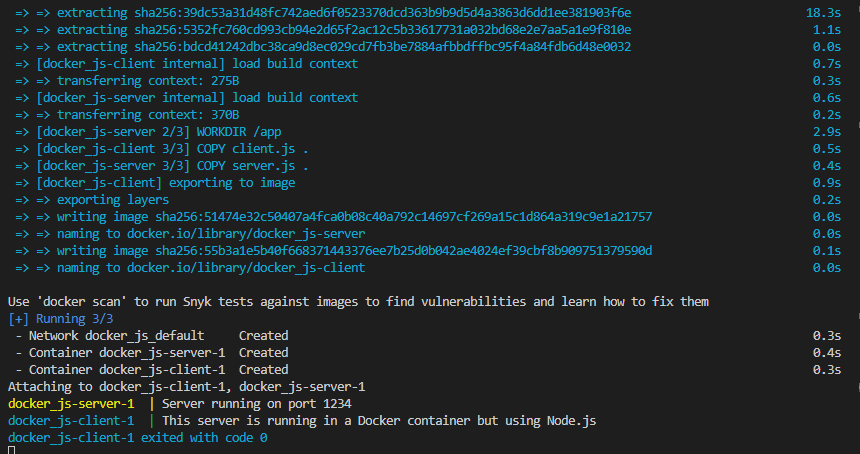 => => extracting sha256:39dc53a31d48fc742aed6f0523370dcd363b9b9d5d4a3863d6dd1ee381903f6e 18.3s
=> => extracting sha256:5352fc760cd993cb94e2d65f2ac12c5b33617731a032bd68e2e7aa5a1e9f810e 1.1s
=> => extracting sha256:bdcd41242dbc38ca9d8ec029cd7fb3be7884afbbdffbc95f4a84fdb6d48e0032 0.0s
=> [docker_js-client internal] load build context 0.7s
=> => transferring context: 275B 0.3s
=> [docker_js-server internal] load build context 0.6s
=> => transferring context: 370B 0.2s
=> [docker_js-server 2/3] WORKDIR /app 2.9s
=> [docker_js-client 3/3] COPY client.js . 0.5s
=> [docker_js-server 3/3] COPY server.js . 0.4s
=> [docker_js-client] exporting to image 0.9s
=> => exporting layers 0.2s
=> => writing image sha256:51474e32c50407a4fca0b08c40a792c14697cf269a15c1d864a319c9e1a21757 0.0s
=> => naming to docker.io/library/docker_js-server 0.0s
=> => writing image sha256:55b3a1e5b40f668371443376ee7b25d0b042ae4024ef39cbf8b909751379590d 0.1s
=> => naming to docker.io/library/docker_js-client 0.0s
Use 'docker scan' to run Snyk tests against images to find vulnerabilities and learn how to fix them
[+] Running 3/3
- Network docker_js_default Created 0.3s
- Container docker_js-server-1 Created 0.4s
- Container docker_js-client-1 Created 0.3s
Attaching to docker_js-client-1, docker_js-server-1
docker_js-server-1 | Server running on port 1234
docker_js-client-1 | This server is running in a Docker container but using Node.js
docker_js-client-1 exited with code 0